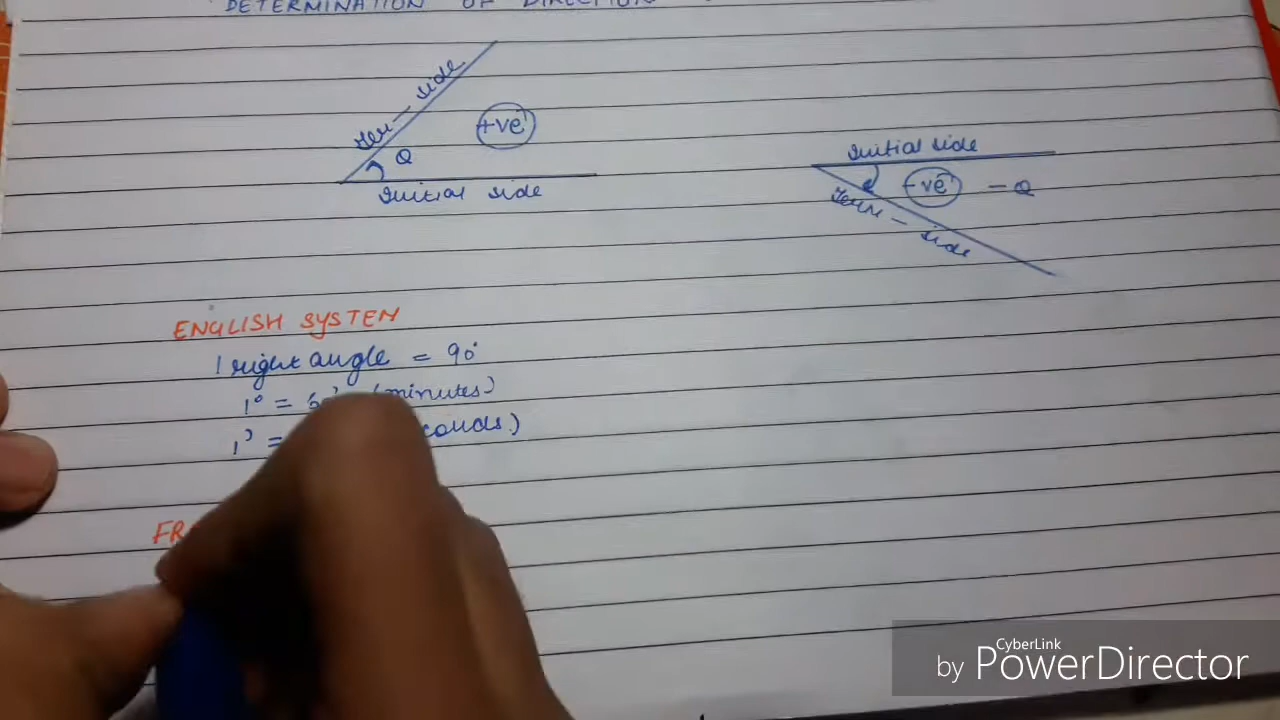 DETERMINATION OF DIRECTION
Ter - side
+ve
Q
Initial side
Initial side
-ve - Q
Ter - side
ENGLISH SYSTEM
1 right angle = 90°
1° = 60' (minutes)
1' =
FR
CyberLink
by PowerDirector